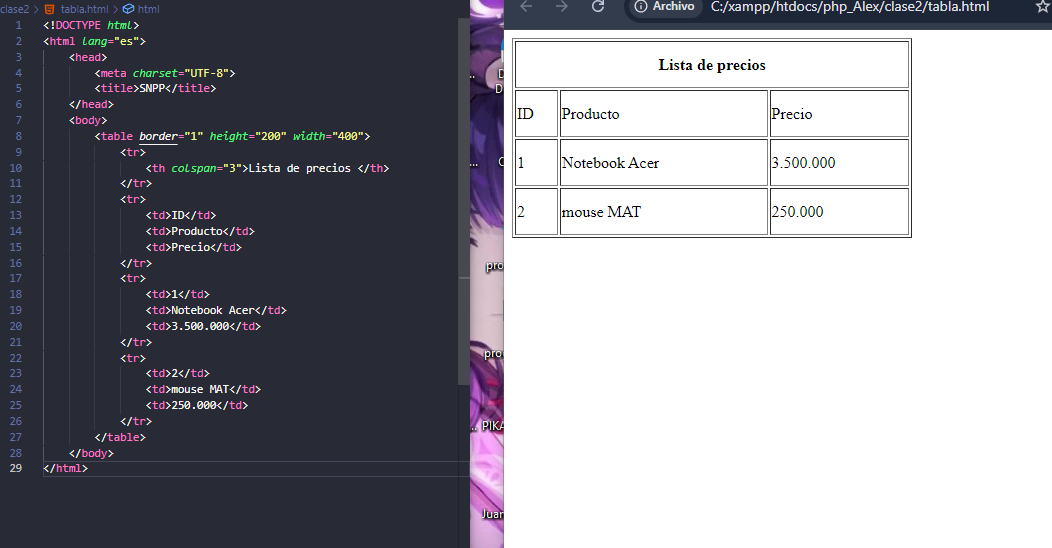 clase2 > tabla.html > html
1 <!DOCTYPE html>
2 <html lang="es">
3 <head>
4 <meta charset="UTF-8">
5 <title>SNPP</title>
6 </head>
7 <body>
8 <table border="1" height="200" width="400">
9 <tr>
10 <th colspan="3">Lista de precios </th>
11 </tr>
12 <tr>
13 <td>ID</td>
14 <td>Producto</td>
15 <td>Precio</td>
16 </tr>
17 <tr>
18 <td>1</td>
19 <td>Notebook Acer</td>
20 <td>3.500.000</td>
21 </tr>
22 <tr>
23 <td>2</td>
24 <td>mouse MAT</td>
25 <td>250.000</td>
26 </tr>
27 </table>
28 </body>
29 </html>
pro
pro
PIKA
Juan
Archivo C:/xampp/htdocs/php_Alex/clase2/tabla.html
Lista de precios
ID Producto Precio
1 Notebook Acer 3.500.000
2 mouse MAT 250.000